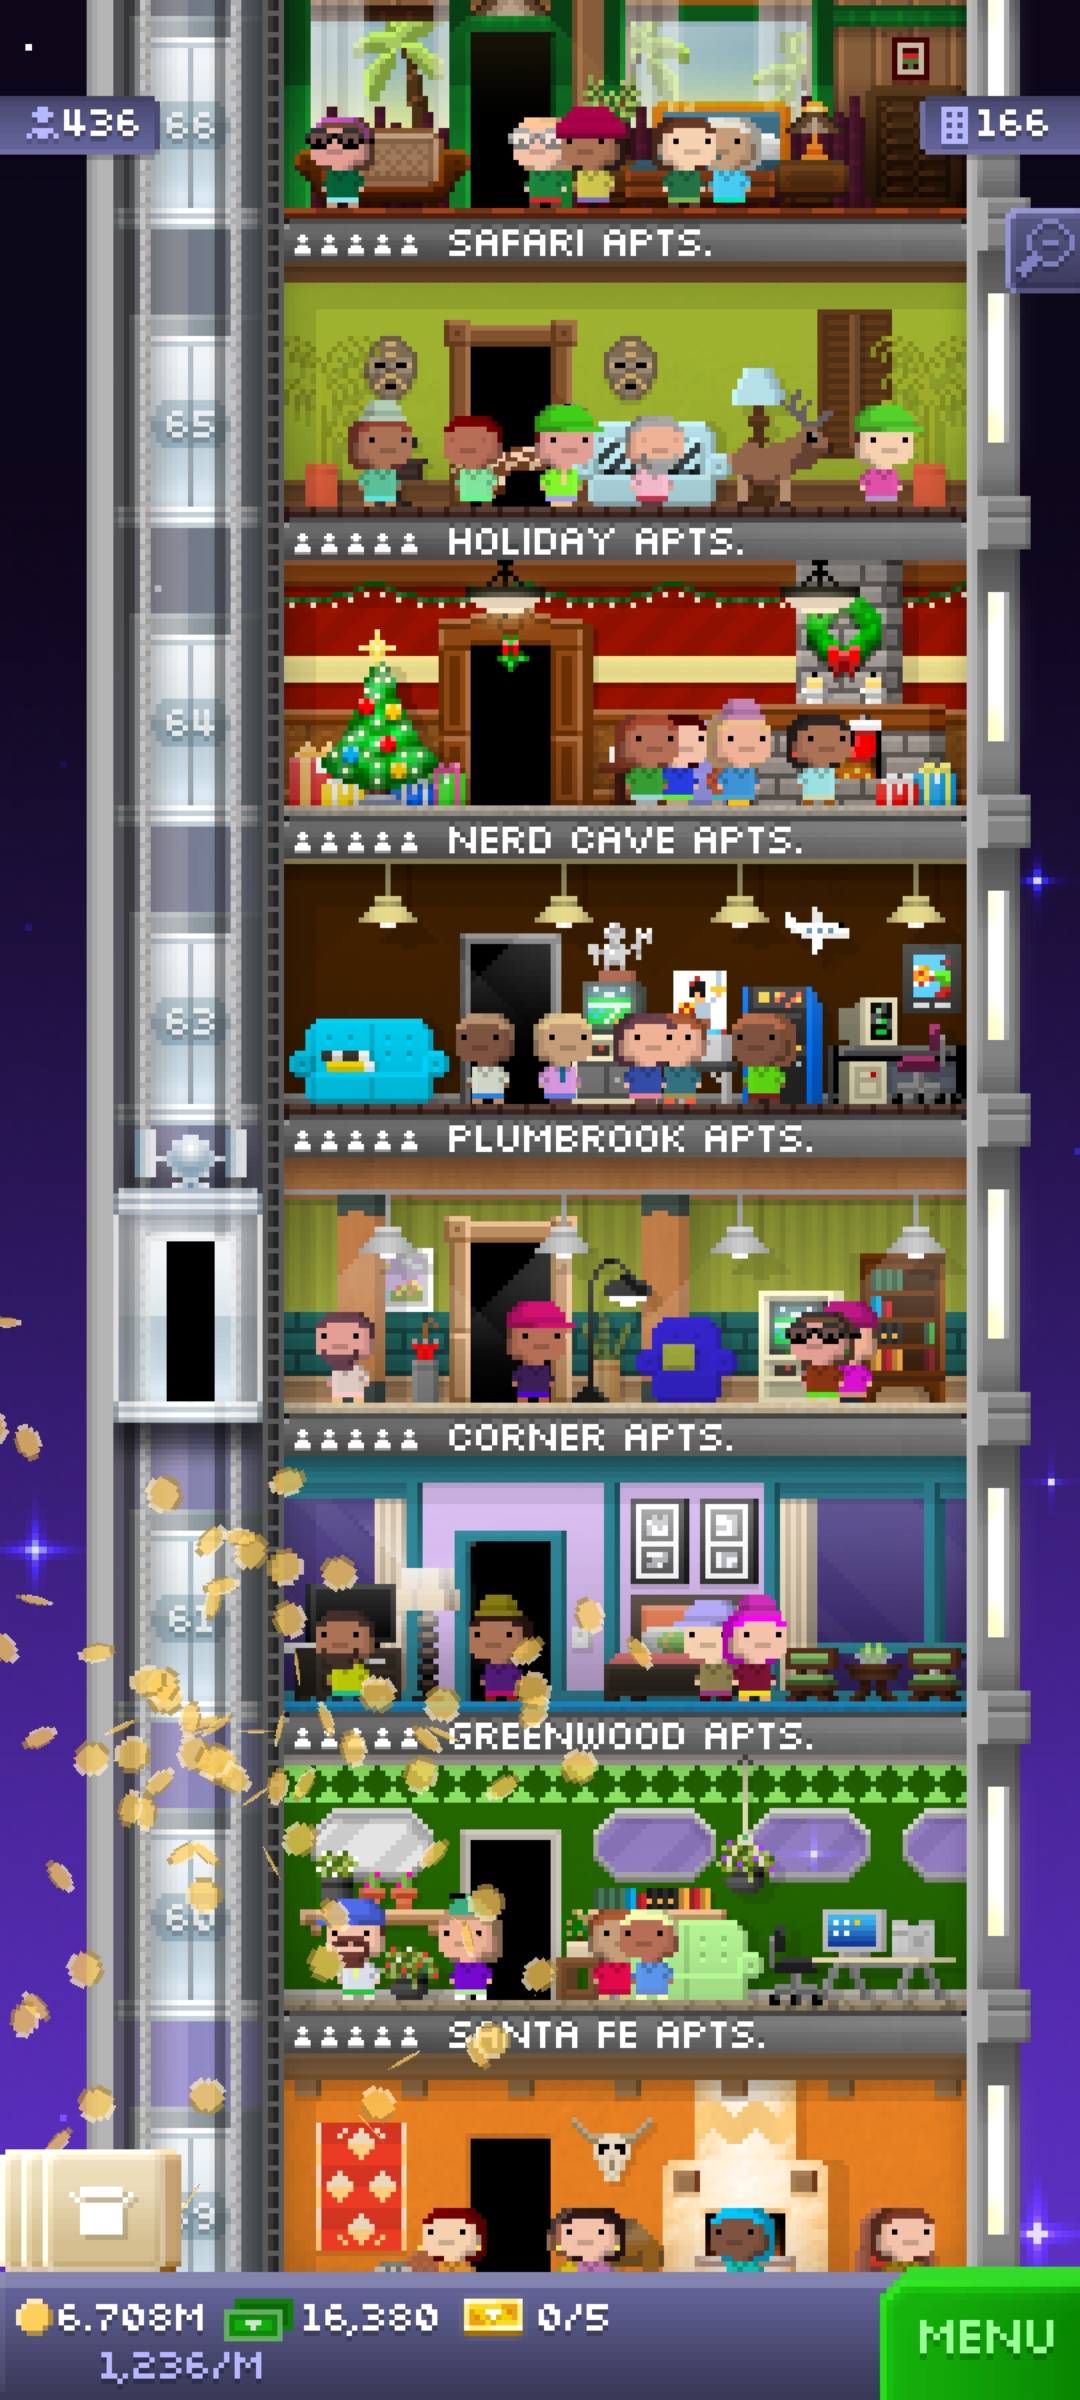 436
66
166
SAFARI APTS.
65
HOLIDAY APTS.
64
NERD CAVE APTS.
63
PLUMBROOK APTS.
CORNER APTS.
61
GREENWOOD APTS.
60
SANTA FE APTS.
6.708M
16,380
0/5
MENU
1,236/M